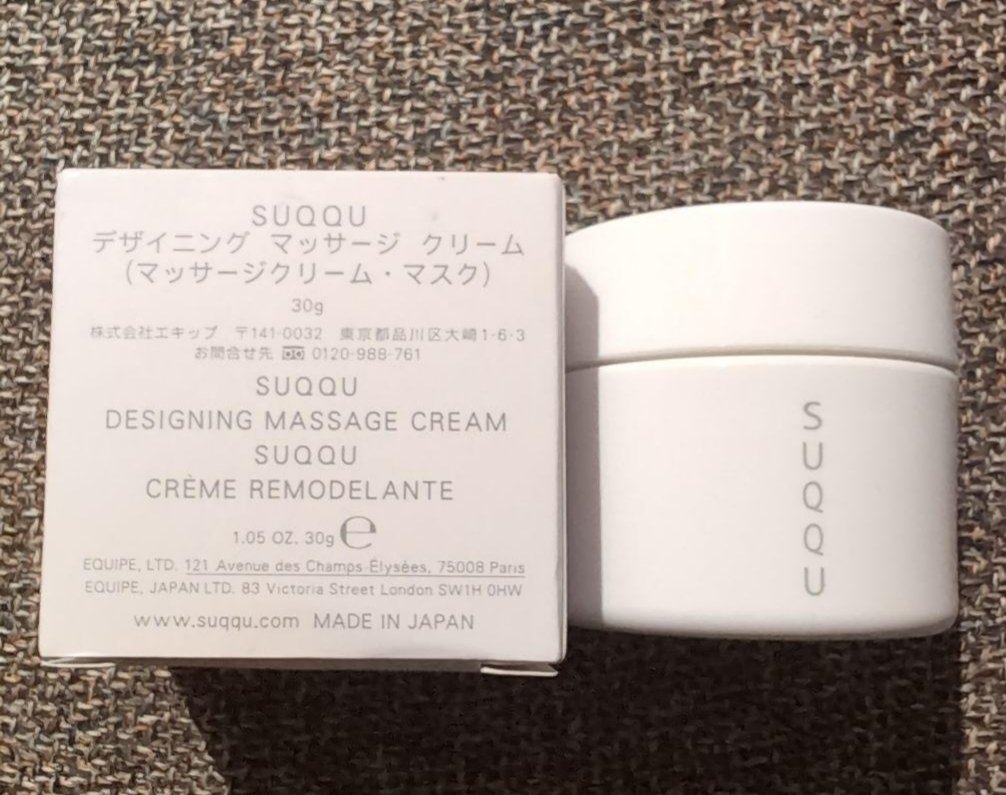 SUQQU
デザイニング マッサージ クリーム
（マッサージクリーム・マスク）
30g
株式会社エキップ 〒141-0032 東京都品川区大崎1-6-3
お問合せ先 0120-988-761
SUQQU
DESIGNING MASSAGE CREAM
SUQQU
CRÈME REMODELANTE
1.05 OZ. 30g ℮
EQUIPE, LTD. 121 Avenue des Champs-Élysées, 75008 Paris
EQUIPE, JAPAN LTD. 83 Victoria Street London SW1H 0HW
www.suqqu.com MADE IN JAPAN
SUQQU